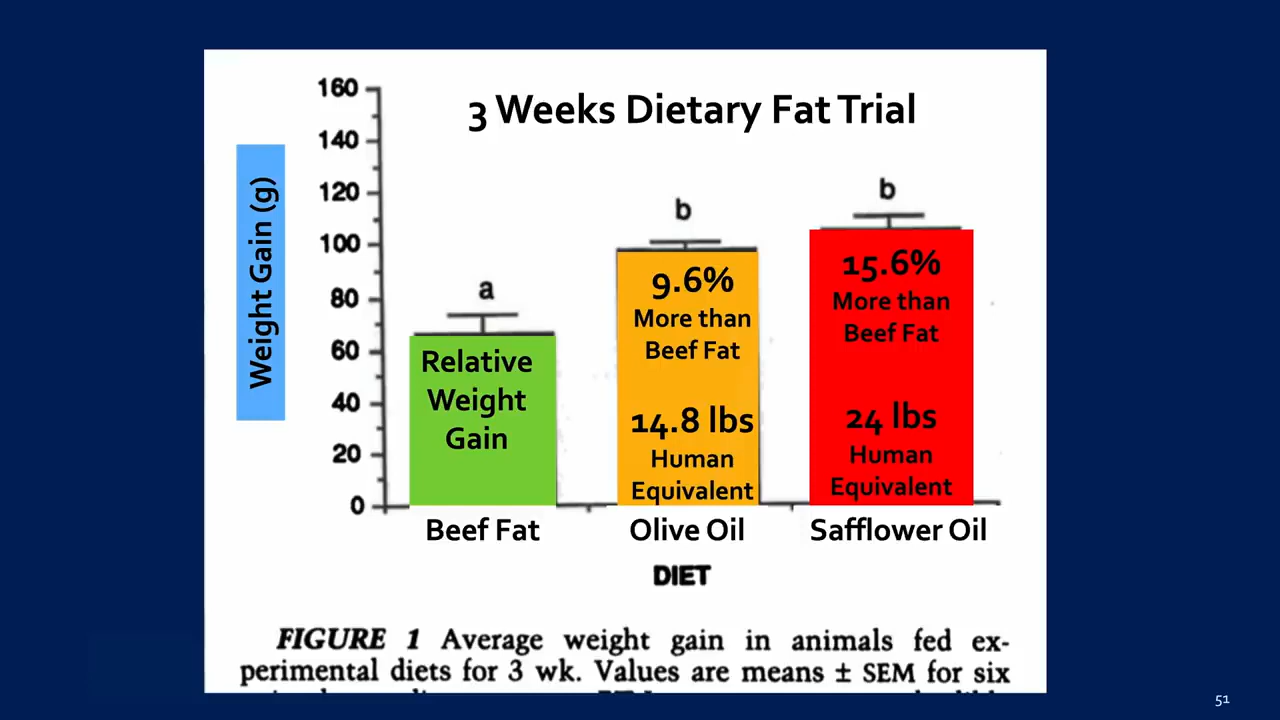 3 Weeks Dietary Fat Trial
Weight Gain (g)
160
140
120
100
80
60
40
20
0
a
b
b
Relative
Weight
Gain
9.6%
More than
Beef Fat
14.8 lbs
Human
Equivalent
15.6%
More than
Beef Fat
24 lbs
Human
Equivalent
Beef Fat
Olive Oil
Safflower Oil
DIET
FIGURE 1 Average weight gain in animals fed ex-
perimental diets for 3 wk. Values are means ± SEM for six
51